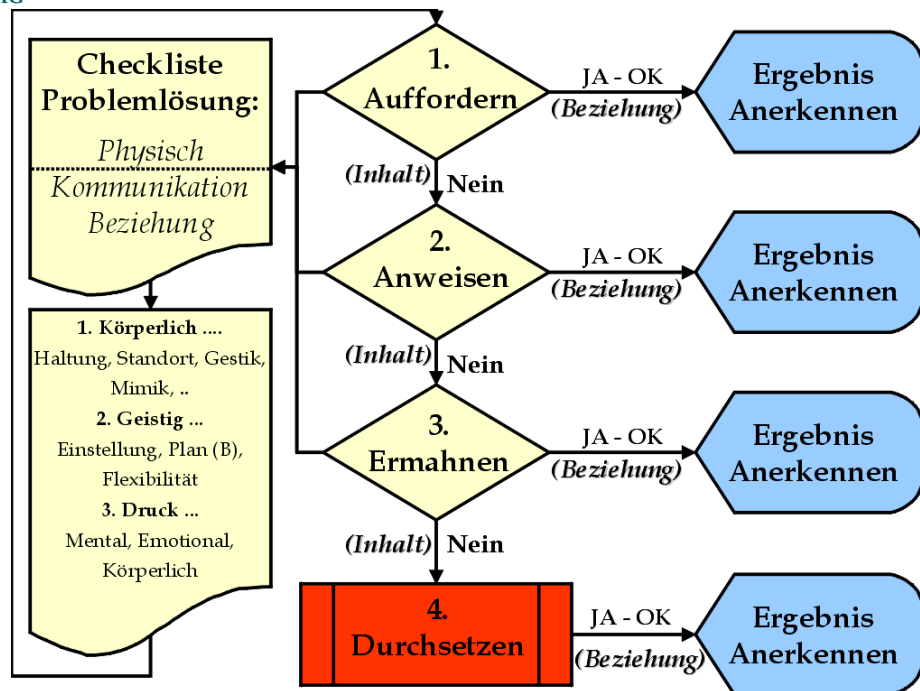 Checkliste
Problemlösung:
Physisch
Kommunikation
Beziehung
1. Körperlich ....
Haltung, Standort, Gestik,
Mimik, ..
2. Geistig ...
Einstellung, Plan (B),
Flexibilität
3. Druck ...
Mental, Emotional,
Körperlich
1.
Auffordern
JA - OK
(Beziehung)
Ergebnis
Anerkennen
(Inhalt) Nein
2.
Anweisen
JA - OK
(Beziehung)
Ergebnis
Anerkennen
(Inhalt) Nein
3.
Ermahnen
JA - OK
(Beziehung)
Ergebnis
Anerkennen
(Inhalt) Nein
4.
Durchsetzen
JA - OK
(Beziehung)
Ergebnis
Anerkennen